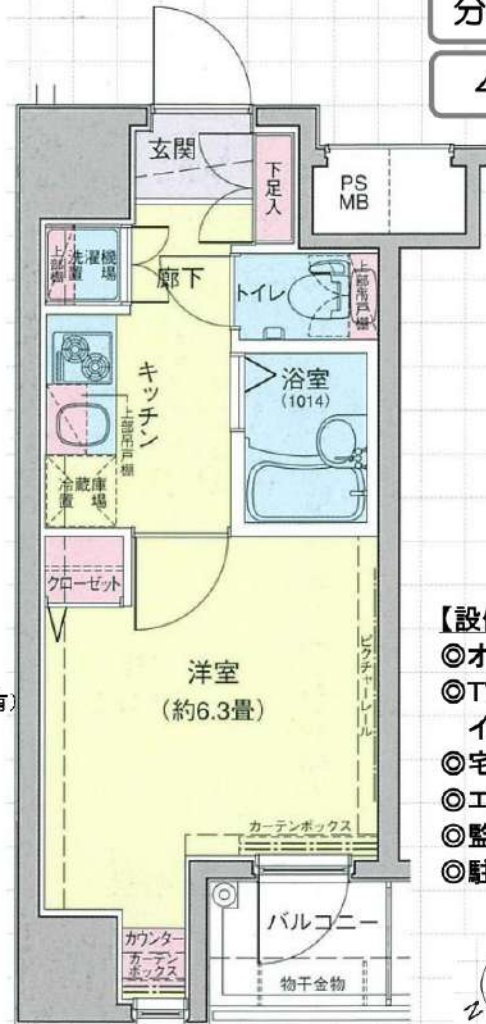 分
玄関
下足入
PS
MB
上部棚
洗濯機
置場
廊下
トイレ
上部吊戸棚
キッチン
上部吊戸棚
浴室
(1014)
冷蔵庫
置場
クローゼット
洋室
(約6.3畳)
ピクチャーレール
カーテンボックス
カウンター
カーテン
ボックス
バルコニー
物干金物
有)
【設
◎オ
◎T
イ
◎宅
◎エ
◎監
◎駐
N